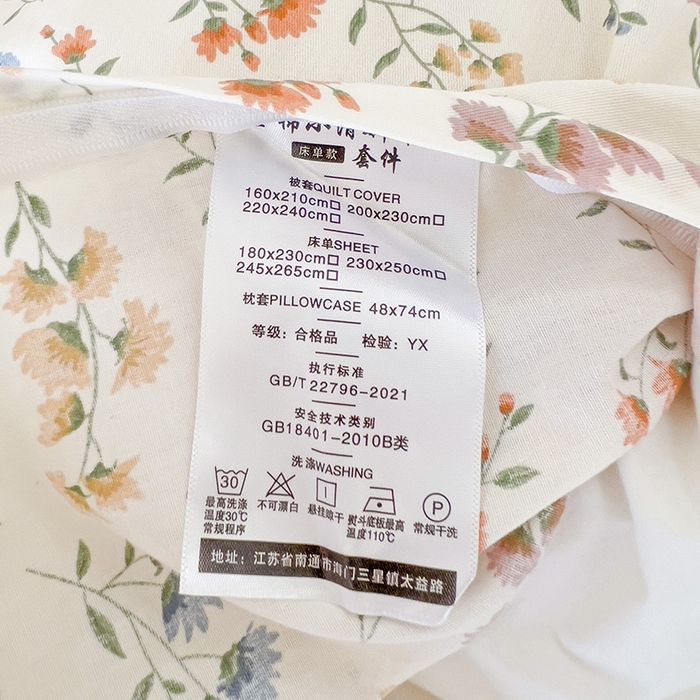 床单款 套件
被套QUILT COVER
160x210cm□ 200x230cm□
220x240cm□
床单SHEET
180x230cm□ 230x250cm□
245x265cm□
枕套PILLOWCASE 48x74cm
等级：合格品 检验：YX
执行标准
GB/T22796-2021
安全技术类别
GB18401-2010B类
洗涤WASHING
30 P
最高洗涤 不可漂白 悬挂晾干 熨斗底板最高 常规干洗
温度30℃ 温度110℃
常规程序
地址：江苏省南通市海门三星镇太益路